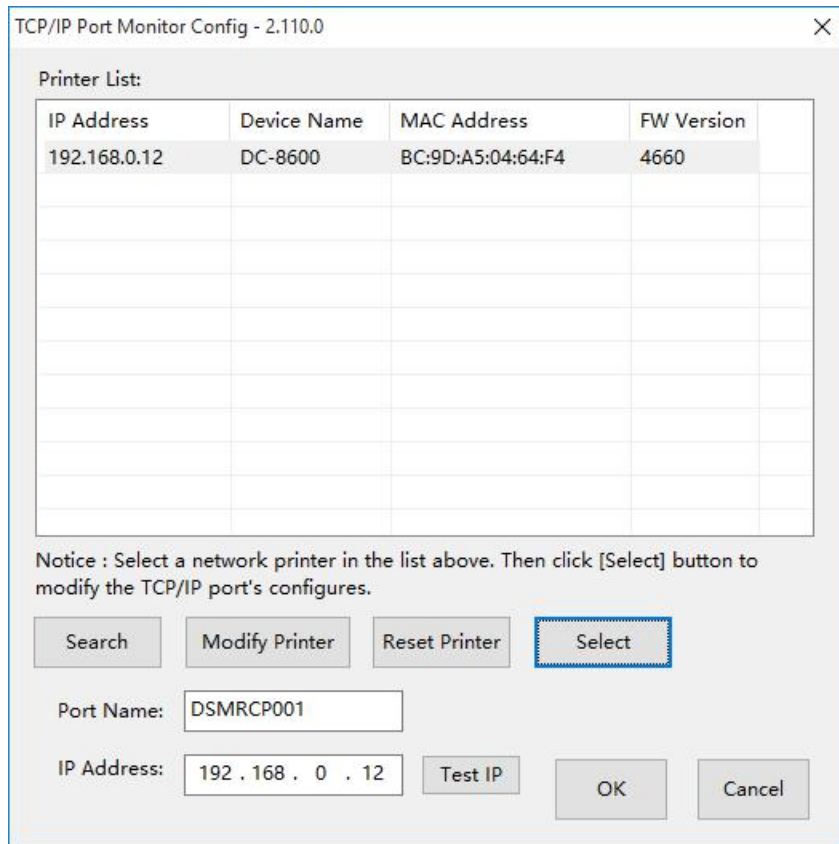 TCP/IP Port Monitor Config - 2.110.0
Printer List:
IP Address Device Name MAC Address FW Version
192.168.0.12 DC-8600 BC:9D:A5:04:64:F4 4660
Notice : Select a network printer in the list above. Then click [Select] button to
modify the TCP/IP port's configures.
Search Modify Printer Reset Printer Select
Port Name: DSMRCP001
IP Address: 192 . 168 . 0 . 12 Test IP OK Cancel